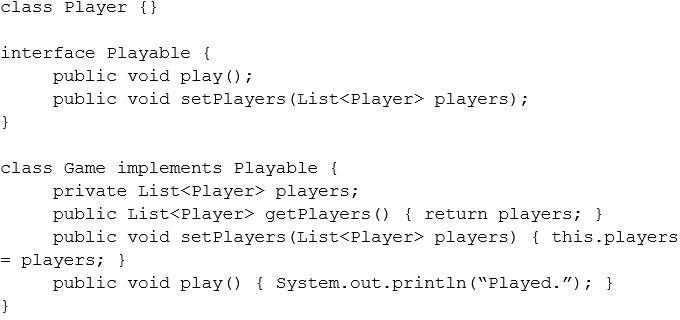 class Player {}
interface Playable {
public void play();
public void setPlayers(List<Player> players);
}
class Game implements Playable {
private List<Player> players;
public List<Player> getPlayers() { return players; }
public void setPlayers(List<Player> players) { this.players
= players; }
public void play() { System.out.println(“Played.”); }
}